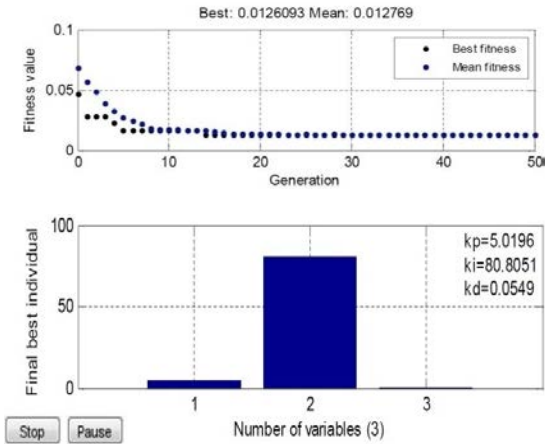 Best: 0.0126093 Mean: 0.012769
0.1
0.05
0
Fitness value
Best fitness
Mean fitness
0 10 20 30 40 500
Generation
100
50
0
Final best individual
kp=5.0196
ki=80.8051
kd=0.0549
1 2 3
Number of variables (3)
Stop Pause